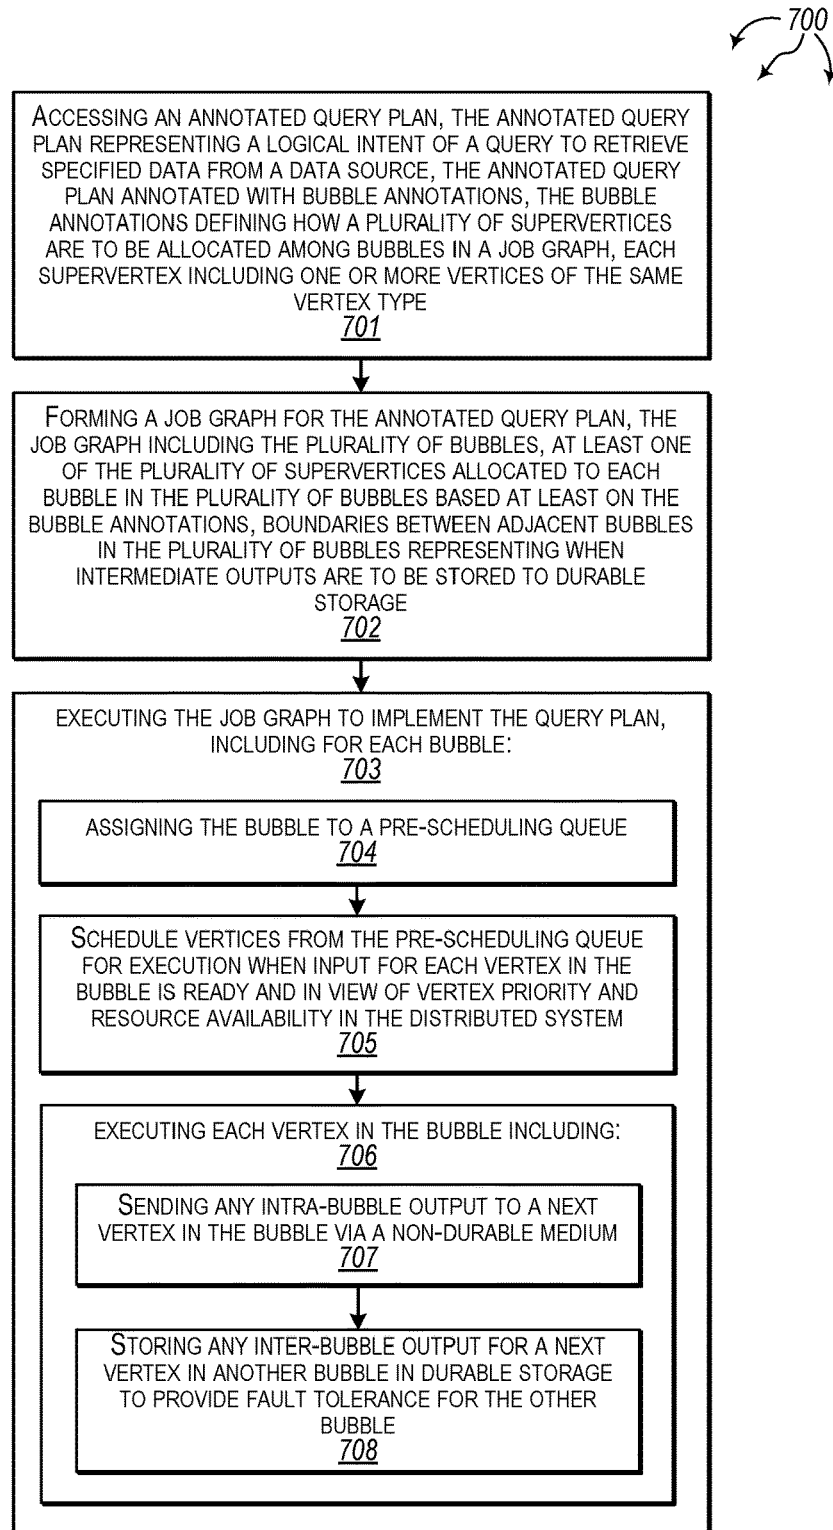 700
ACCESSING AN ANNOTATED QUERY PLAN, THE ANNOTATED QUERY
PLAN REPRESENTING A LOGICAL INTENT OF A QUERY TO RETRIEVE
SPECIFIED DATA FROM A DATA SOURCE, THE ANNOTATED QUERY
PLAN ANNOTATED WITH BUBBLE ANNOTATIONS, THE BUBBLE
ANNOTATIONS DEFINING HOW A PLURALITY OF SUPERVERTICES
ARE TO BE ALLOCATED AMONG BUBBLES IN A JOB GRAPH, EACH
SUPERVERTEX INCLUDING ONE OR MORE VERTICES OF THE SAME
VERTEX TYPE
701
FORMING A JOB GRAPH FOR THE ANNOTATED QUERY PLAN, THE
JOB GRAPH INCLUDING THE PLURALITY OF BUBBLES, AT LEAST ONE
OF THE PLURALITY OF SUPERVERTICES ALLOCATED TO EACH
BUBBLE IN THE PLURALITY OF BUBBLES BASED AT LEAST ON THE
BUBBLE ANNOTATIONS, BOUNDARIES BETWEEN ADJACENT BUBBLES
IN THE PLURALITY OF BUBBLES REPRESENTING WHEN
INTERMEDIATE OUTPUTS ARE TO BE STORED TO DURABLE
STORAGE
702
EXECUTING THE JOB GRAPH TO IMPLEMENT THE QUERY PLAN,
INCLUDING FOR EACH BUBBLE:
703
ASSIGNING THE BUBBLE TO A PRE-SCHEDULING QUEUE
704
SCHEDULE VERTICES FROM THE PRE-SCHEDULING QUEUE
FOR EXECUTION WHEN INPUT FOR EACH VERTEX IN THE
BUBBLE IS READY AND IN VIEW OF VERTEX PRIORITY AND
RESOURCE AVAILABILITY IN THE DISTRIBUTED SYSTEM
705
EXECUTING EACH VERTEX IN THE BUBBLE INCLUDING:
706
SENDING ANY INTRA-BUBBLE OUTPUT TO A NEXT
VERTEX IN THE BUBBLE VIA A NON-DURABLE MEDIUM
707
STORING ANY INTER-BUBBLE OUTPUT FOR A NEXT
VERTEX IN ANOTHER BUBBLE IN DURABLE STORAGE
TO PROVIDE FAULT TOLERANCE FOR THE OTHER
BUBBLE
708